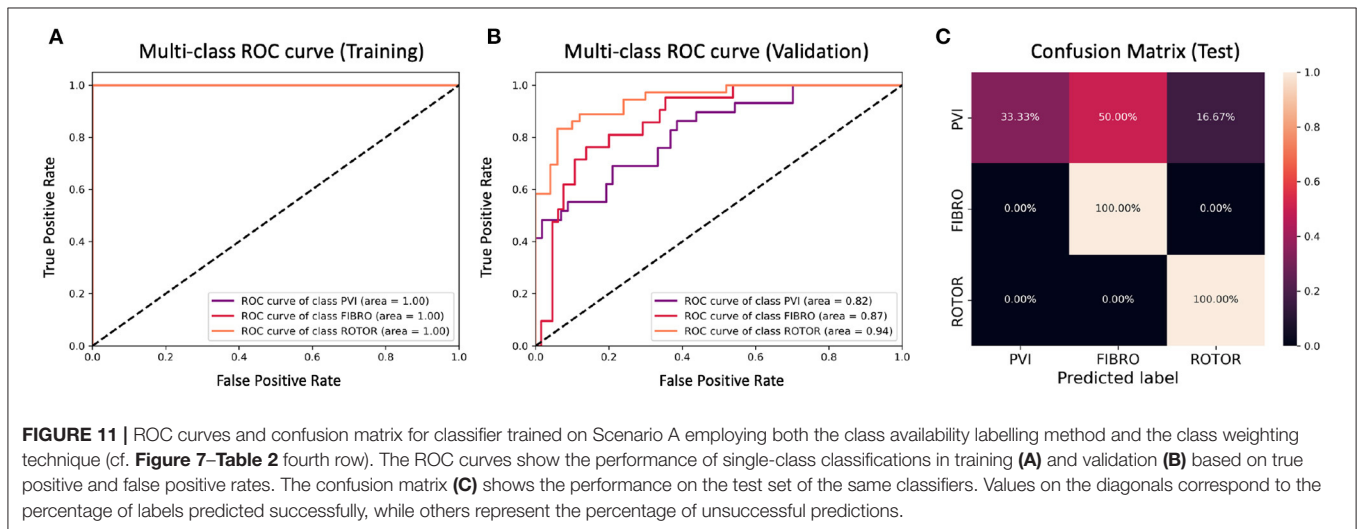 A
Multi-class ROC curve (Training)
1.0
0.8
0.6
0.4
0.2
0.0
True Positive Rate
ROC curve of class PVI (area = 1.00)
ROC curve of class FIBRO (area = 1.00)
ROC curve of class ROTOR (area = 1.00)
0.0 0.2 0.4 0.6 0.8 1.0
False Positive Rate
B
Multi-class ROC curve (Validation)
1.0
0.8
0.6
0.4
0.2
0.0
True Positive Rate
ROC curve of class PVI (area = 0.82)
ROC curve of class FIBRO (area = 0.87)
ROC curve of class ROTOR (area = 0.94)
0.0 0.2 0.4 0.6 0.8 1.0
False Positive Rate
C
Confusion Matrix (Test)
PVI
33.33% 50.00% 16.67%
FIBRO
0.00% 100.00% 0.00%
ROTOR
0.00% 0.00% 100.00%
PVI FIBRO ROTOR
Predicted label
1.0
0.8
0.6
0.4
0.2
0.0
FIGURE 11 | ROC curves and confusion matrix for classifier trained on Scenario A employing both the class availability labelling method and the class weighting
technique (cf. Figure 7–Table 2 fourth row). The ROC curves show the performance of single-class classifications in training (A) and validation (B) based on true
positive and false positive rates. The confusion matrix (C) shows the performance on the test set of the same classifiers. Values on the diagonals correspond to the
percentage of labels predicted successfully, while others represent the percentage of unsuccessful predictions.